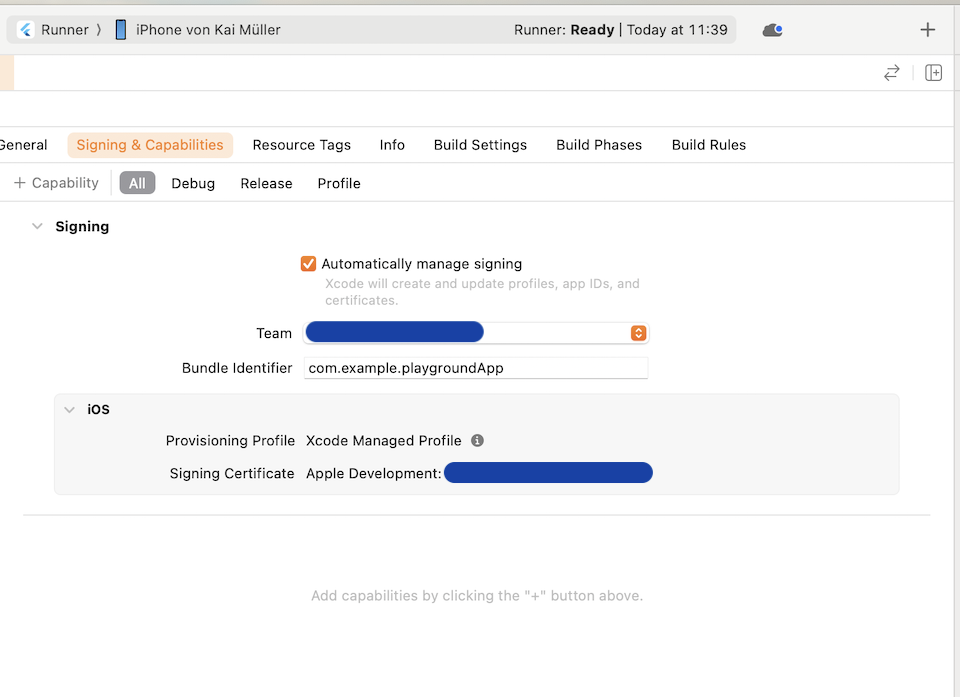 Runner ⟩ iPhone von Kai Müller Runner: Ready | Today at 11:39
General Signing & Capabilities Resource Tags Info Build Settings Build Phases Build Rules
+ Capability All Debug Release Profile
Signing
Automatically manage signing
Xcode will create and update profiles, app IDs, and
certificates.
Team
Bundle Identifier com.example.playgroundApp
iOS
Provisioning Profile Xcode Managed Profile
Signing Certificate Apple Development:
Add capabilities by clicking the "+" button above.